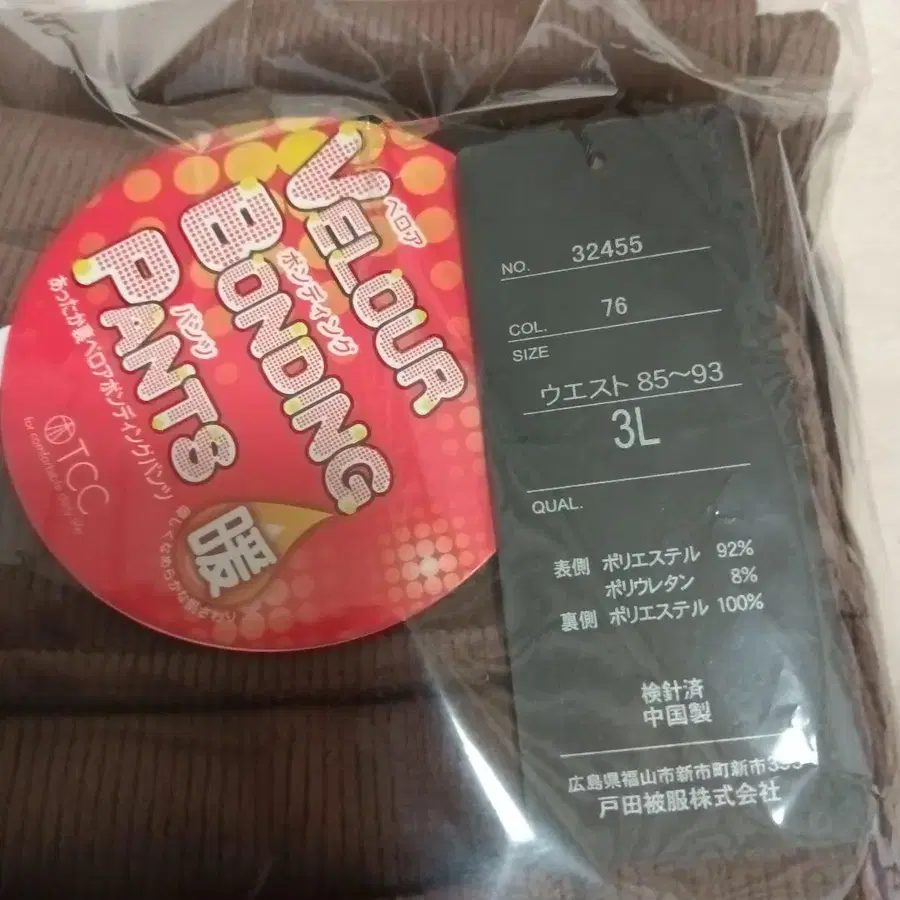 VELOUR
ベロア
BONDING
ボンディング
PANTS
パンツ
あったか裏ベロアボンディングパンツ
TCC
for comfortable daily life
暖
NO. 32455
COL. 76
SIZE
ウエスト 85～93
3L
QUAL.
表側 ポリエステル 92%
ポリウレタン 8%
裏側 ポリエステル 100%
検針済
中国製
広島県福山市新市町新市
戸田被服株式会社